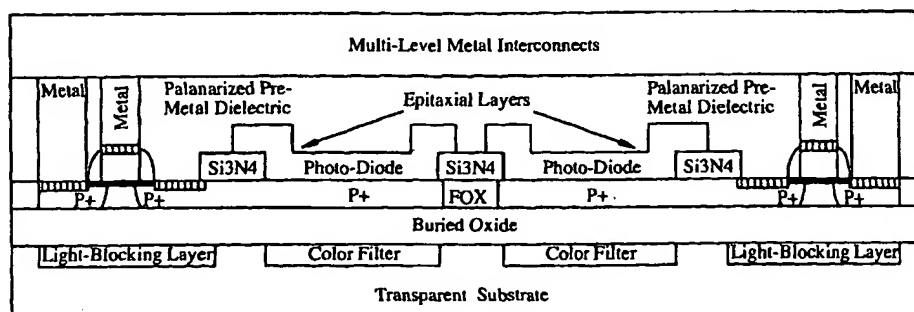 Multi-Level Metal Interconnects
Metal
Metal
Palanarized Pre-
Metal Dielectric
Epitaxial Layers
Palanarized Pre-
Metal Dielectric
Metal
Metal
Si3N4
Photo-Diode
Si3N4
Photo-Diode
Si3N4
P+
P+
P+
FOX
P+
P+
P+
Buried Oxide
Light-Blocking Layer
Color Filter
Color Filter
Light-Blocking Layer
Transparent Substrate